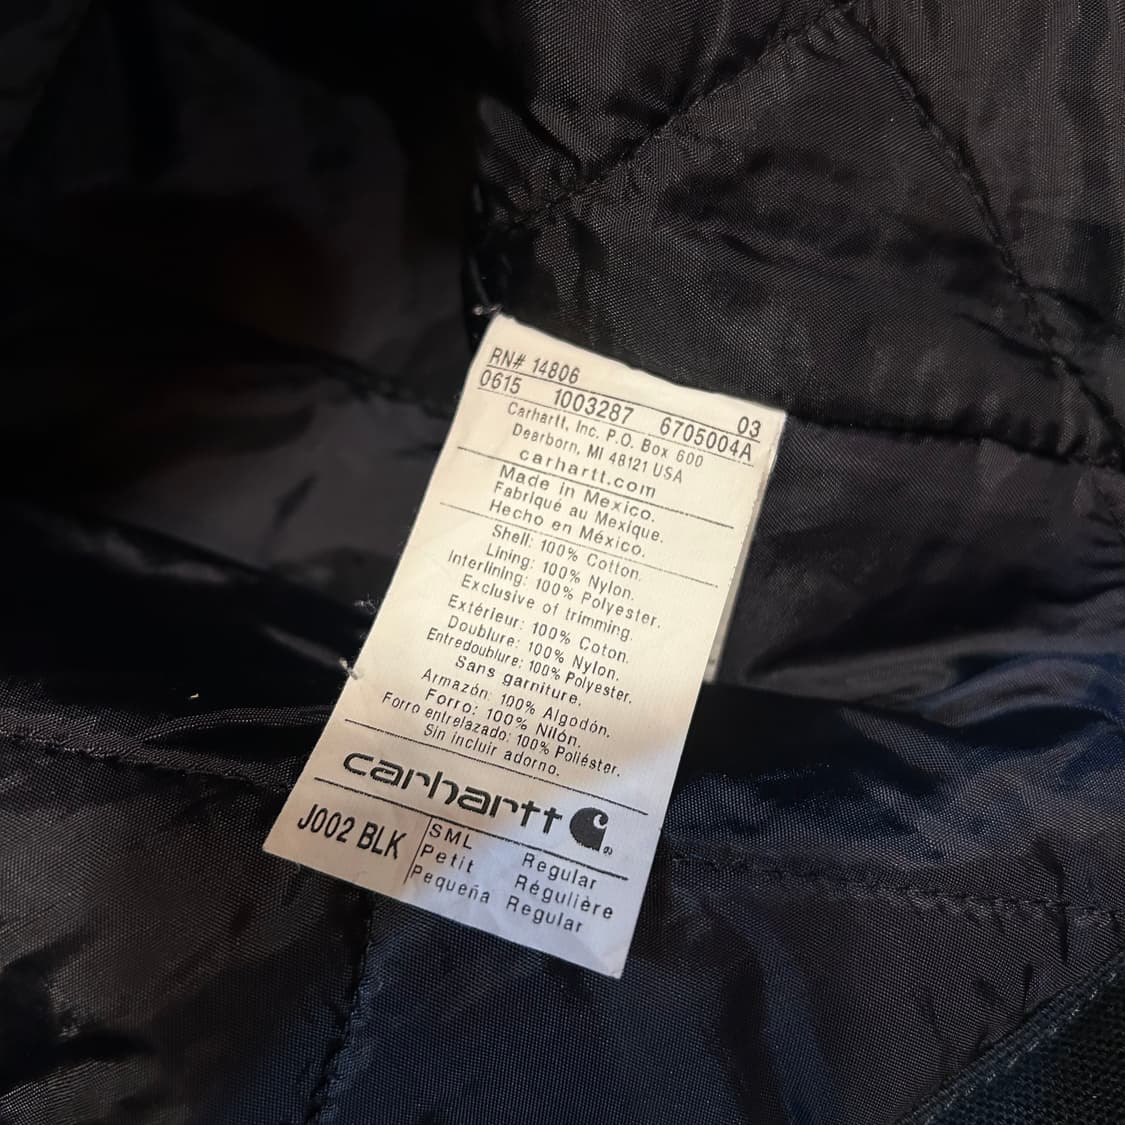 RN# 14806 03
0615 1003287 6705004A
Carhartt, Inc. P.O. Box 600
Dearborn, MI 48121 USA
carhartt.com
Made in Mexico.
Fabriqué au Mexique.
Hecho en México.
Shell: 100% Cotton.
Lining: 100% Nylon.
Interlining: 100% Polyester.
Exclusive of trimming.
Extérieur: 100% Coton.
Doublure: 100% Nylon.
Entredoublure: 100% Polyester.
Sans garniture.
Armazón: 100% Algodón.
Forro: 100% Nilón.
Forro entrelazado: 100% Poliéster.
Sin incluir adorno.
carhartt
J002 BLK
SML Regular
Petit Régulière
Pequeña Regular